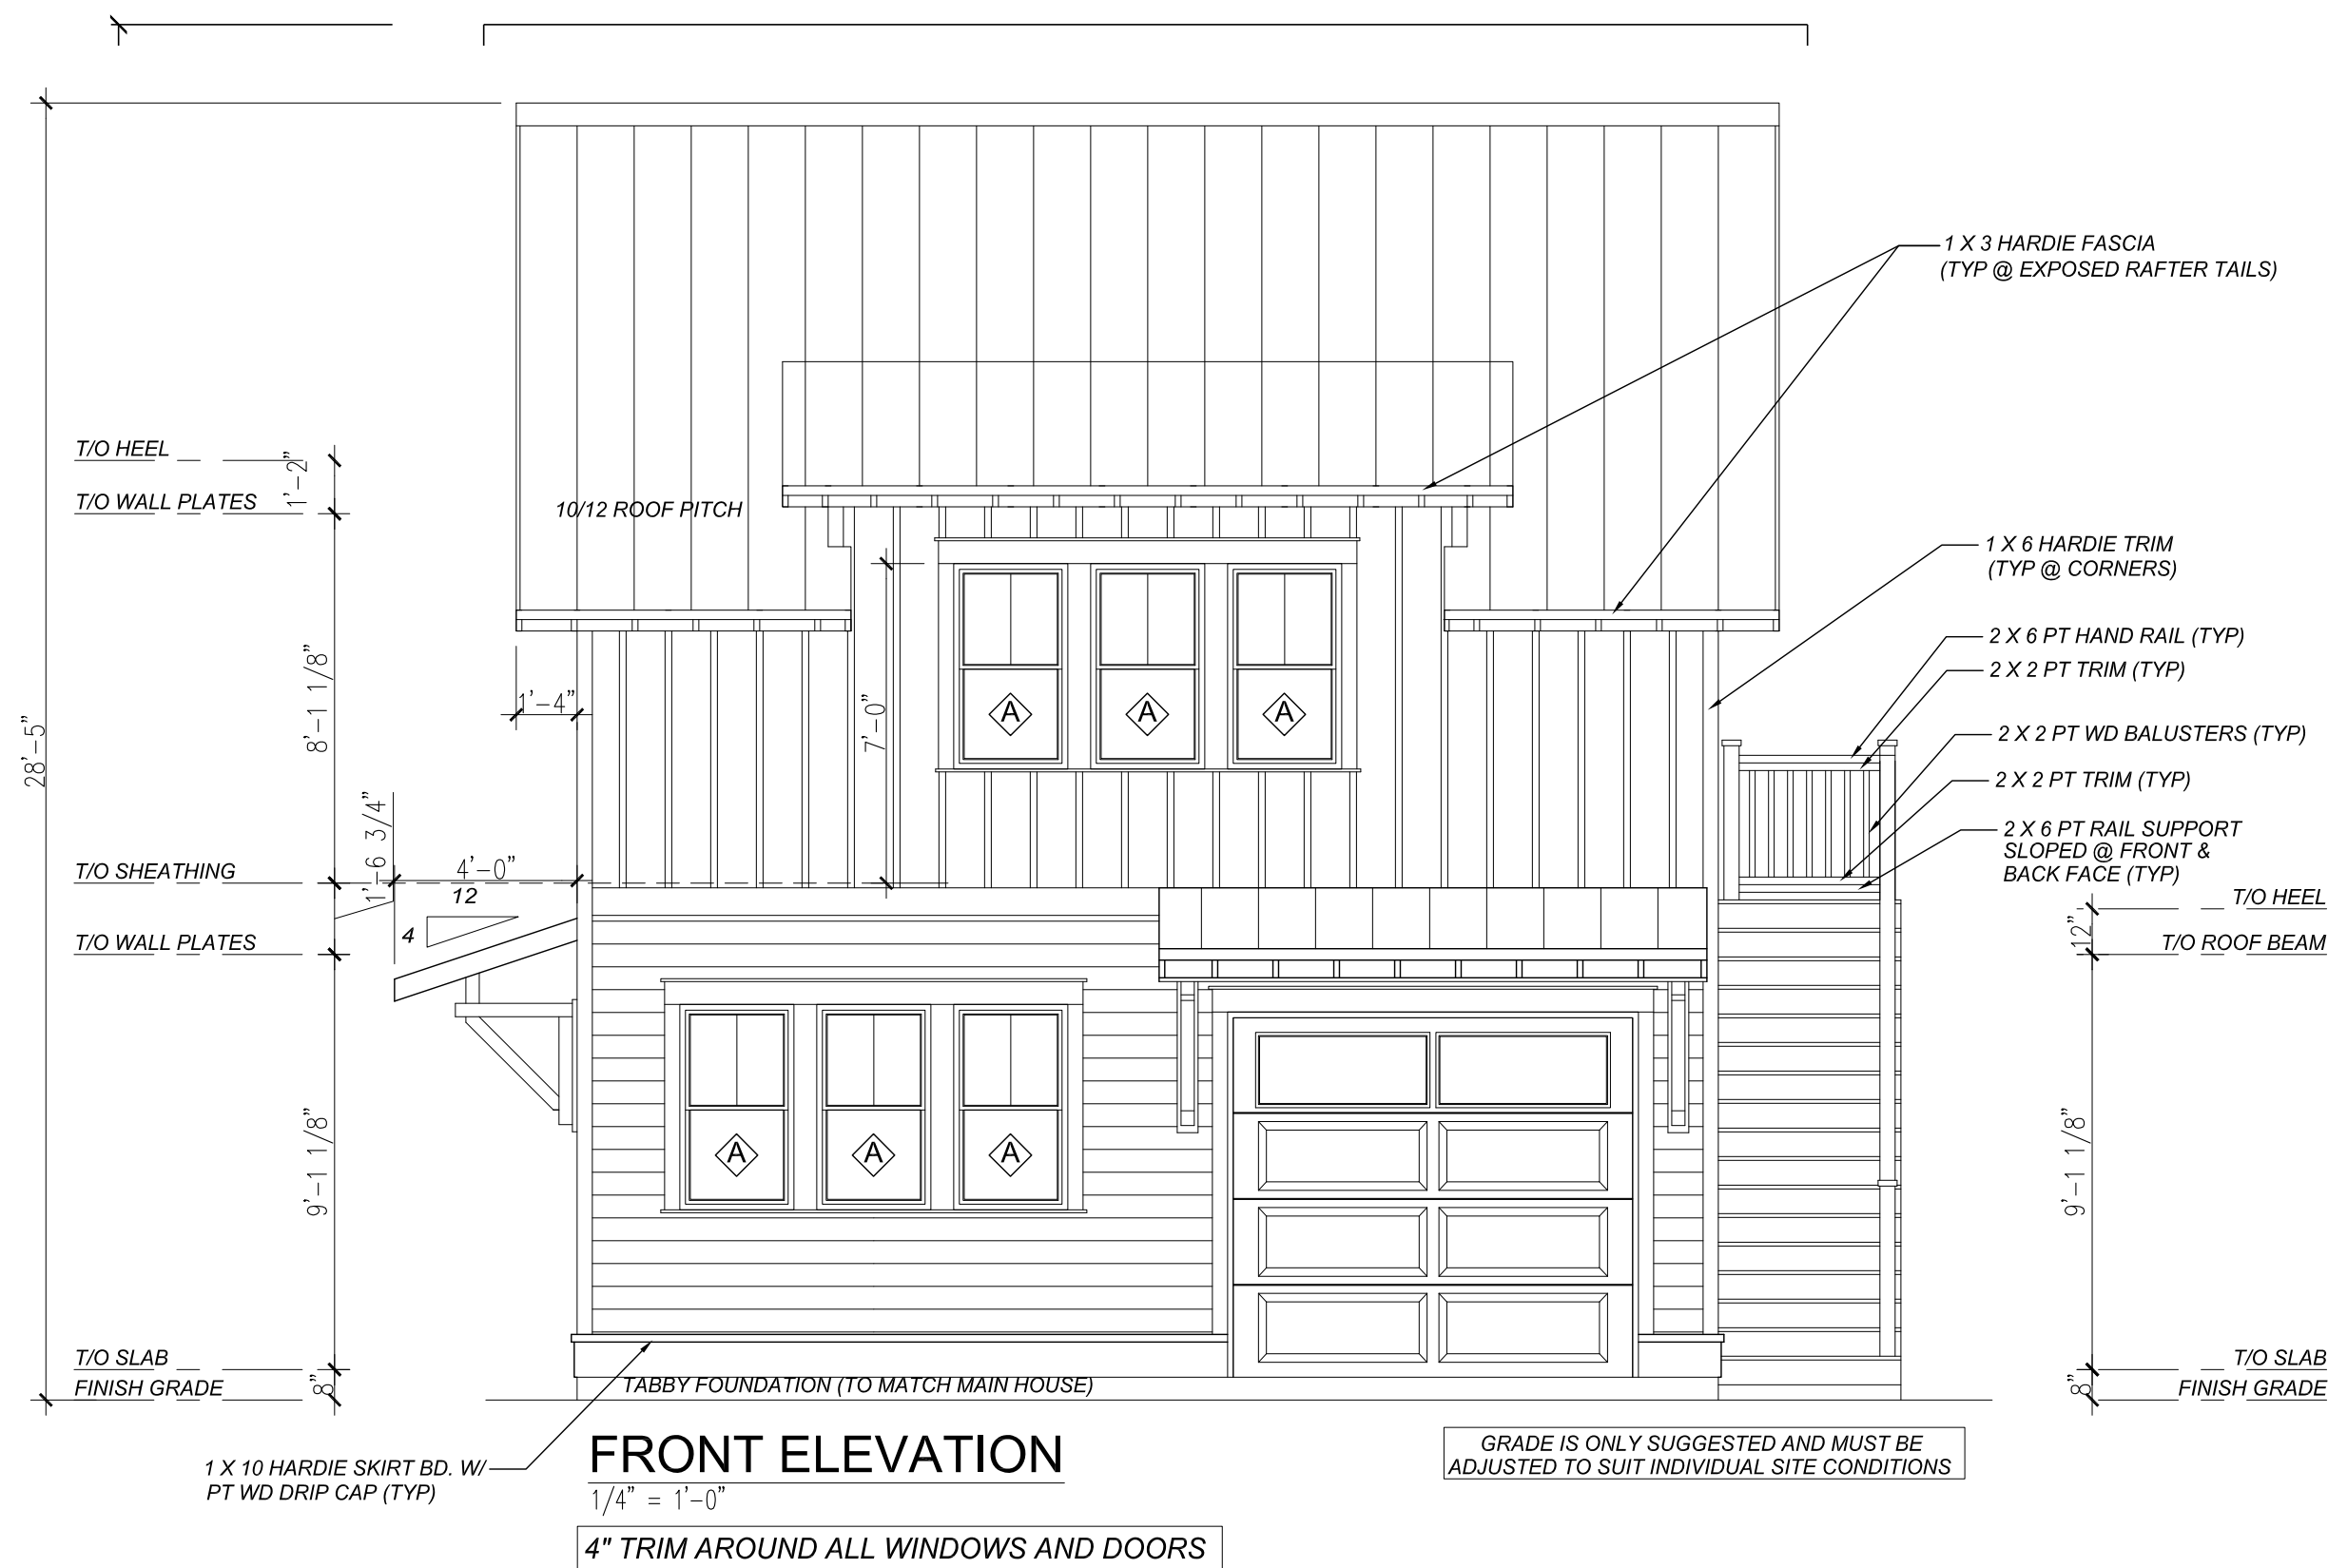 1 X 3 HARDIE FASCIA
(TYP @ EXPOSED RAFTER TAILS)
T/O HEEL
1'-2"
T/O WALL PLATES
10/12 ROOF PITCH
1 X 6 HARDIE TRIM
(TYP @ CORNERS)
2 X 6 PT HAND RAIL (TYP)
2 X 2 PT TRIM (TYP)
2 X 2 PT WD BALUSTERS (TYP)
2 X 2 PT TRIM (TYP)
2 X 6 PT RAIL SUPPORT
SLOPED @ FRONT &
BACK FACE (TYP)
28'-5"
8'-1 1/8"
1'-4"
7'-0"
A
A
A
1'-6 3/4"
4'-0"
12
4
T/O SHEATHING
T/O WALL PLATES
T/O HEEL
12"
T/O ROOF BEAM
9'-1 1/8"
A
A
A
9'-1 1/8"
T/O SLAB
FINISH GRADE
8"
TABBY FOUNDATION (TO MATCH MAIN HOUSE)
T/O SLAB
8"
FINISH GRADE
1 X 10 HARDIE SKIRT BD. W/
PT WD DRIP CAP (TYP)
FRONT ELEVATION
1/4" = 1'-0"
4" TRIM AROUND ALL WINDOWS AND DOORS
GRADE IS ONLY SUGGESTED AND MUST BE
ADJUSTED TO SUIT INDIVIDUAL SITE CONDITIONS